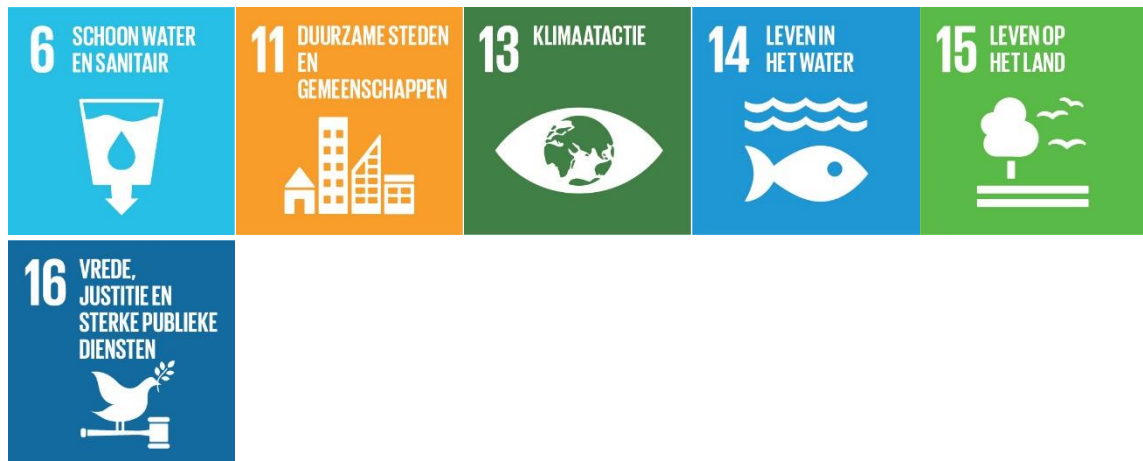 6
SCHOON WATER
EN SANITAIR
11
DUURZAME STEDEN
EN
GEMEENSCHAPPEN
13
KLIMAATACTIE
14
LEVEN IN
HET WATER
15
LEVEN OP
HET LAND
16
VREDE,
JUSTITIE EN
STERKE PUBLIEKE
DIENSTEN